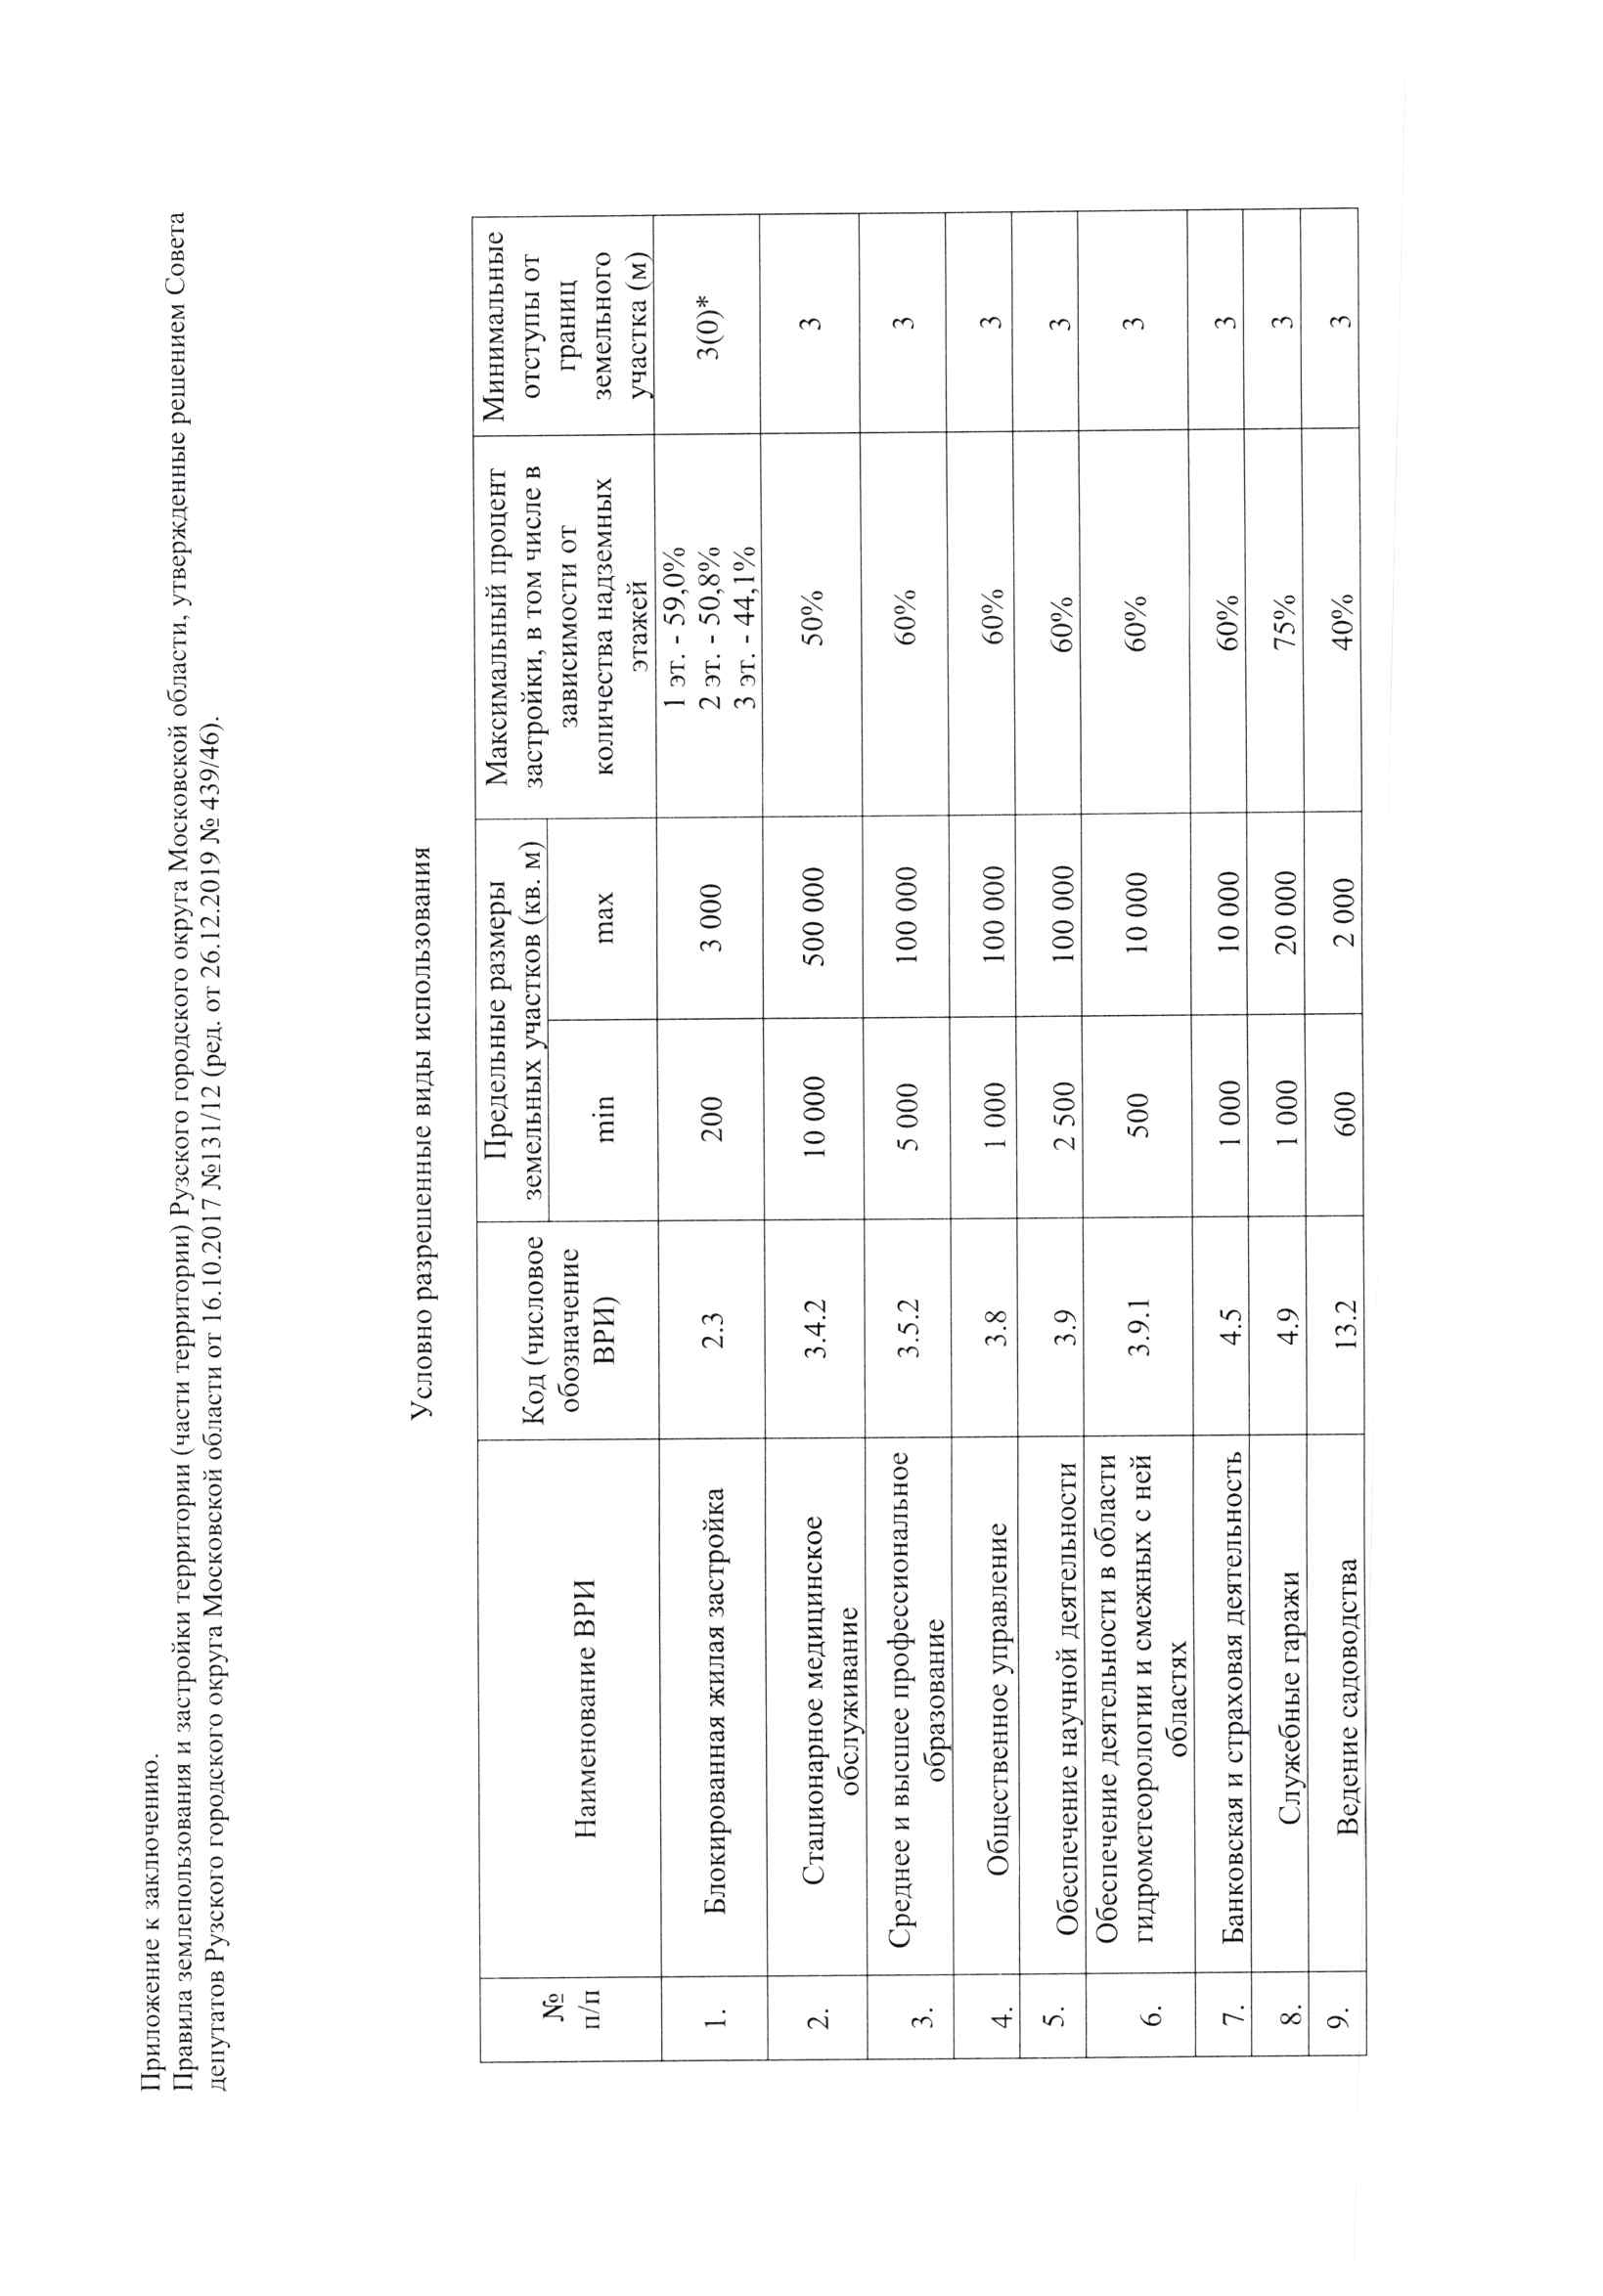 Приложение к заключению.
Правила землепользования и застройки территории (части территории) Рузского городского округа Московской области, утвержденные решением Совета
депутатов Рузского городского округа Московской области от 16.10.2017 №131/12 (ред. от 26.12.2019 № 439/46).
Условно разрешенные виды использования
№
п/п
Наименование ВРИ
Код (числовое
обозначение
ВРИ)
Предельные размеры
земельных участков (кв. м)
min
max
Максимальный процент
застройки, в том числе в
зависимости от
количества надземных
этажей
Минимальные
отступы от
границ
земельного
участка (м)
1.
Блокированная жилая застройка
2.3
200
3 000
1 эт. - 59,0%
2 эт. - 50,8%
3 эт. - 44,1%
3(0)*
2.
Стационарное медицинское
обслуживание
3.4.2
10 000
500 000
50%
3
3.
Среднее и высшее профессиональное
образование
3.5.2
5 000
100 000
60%
3
4.
Общественное управление
3.8
1 000
100 000
60%
3
5.
Обеспечение научной деятельности
3.9
2 500
100 000
60%
3
6.
Обеспечение деятельности в области
гидрометеорологии и смежных с ней
областях
3.9.1
500
10 000
60%
3
7.
Банковская и страховая деятельность
4.5
1 000
10 000
60%
3
8.
Служебные гаражи
4.9
1 000
20 000
75%
3
9.
Ведение садоводства
13.2
600
2 000
40%
3